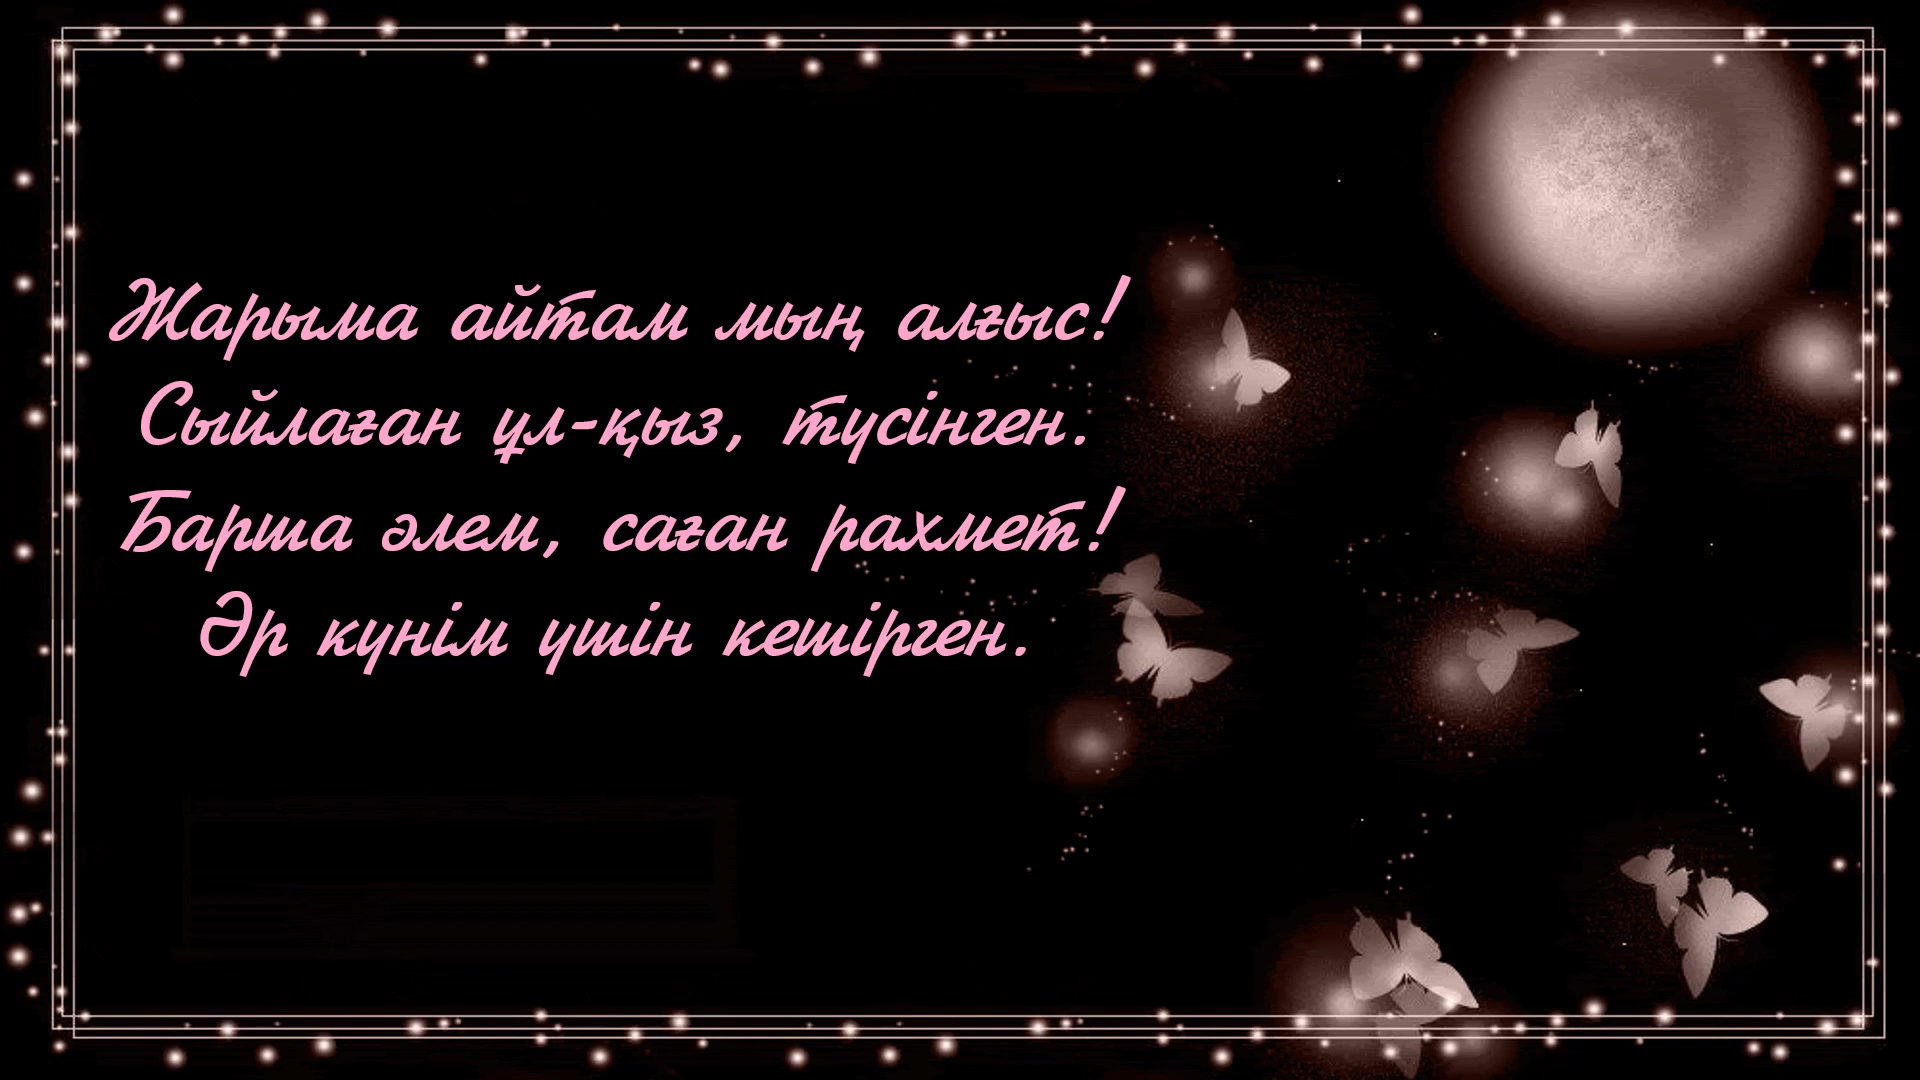 Жарыма айтам мың алғыс!
Сыйлаған ұл-қыз, түсінген.
Барша әлем, саған рахмет!
Әр күнім үшін кешірген.